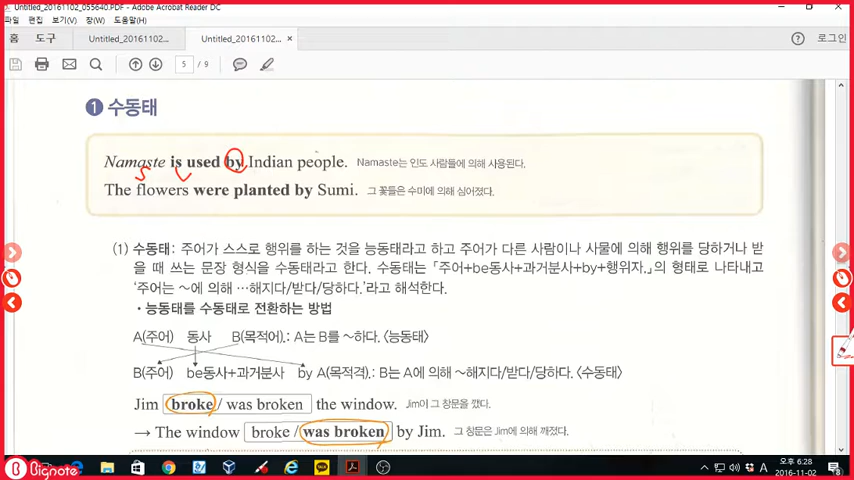 Untitled_20161102_055640.PDF - Adobe Acrobat Reader DC
파일 편집 보기(V) 창(W) 도움말(H)
홈 도구 Untitled_20161102... Untitled_20161102... × 로그인
5 / 9
1 수동태
Namaste is used by Indian people. Namaste는 인도 사람들에 의해 사용된다.
S V
The flowers were planted by Sumi. 그 꽃들은 수미에 의해 심어졌다.
(1) 수동태: 주어가 스스로 행위를 하는 것을 능동태라고 하고 주어가 다른 사람이나 사물에 의해 행위를 당하거나 받
을 때 쓰는 문장 형식을 수동태라고 한다. 수동태는 「주어+be동사+과거분사+by+행위자.」의 형태로 나타내고
‘주어는 ~에 의해 …해지다/받다/당하다.’라고 해석한다.
• 능동태를 수동태로 전환하는 방법
A(주어) 동사 B(목적어).: A는 B를 ~하다. <능동태>
B(주어) be동사+과거분사 by A(목적격).: B는 A에 의해 ~해지다/받다/당하다. <수동태>
Jim broke / was broken the window. Jim이 그 창문을 깼다.
→ The window broke / was broken by Jim. 그 창문은 Jim에 의해 깨졌다.
Bignote A 오후 6:28
2016-11-02